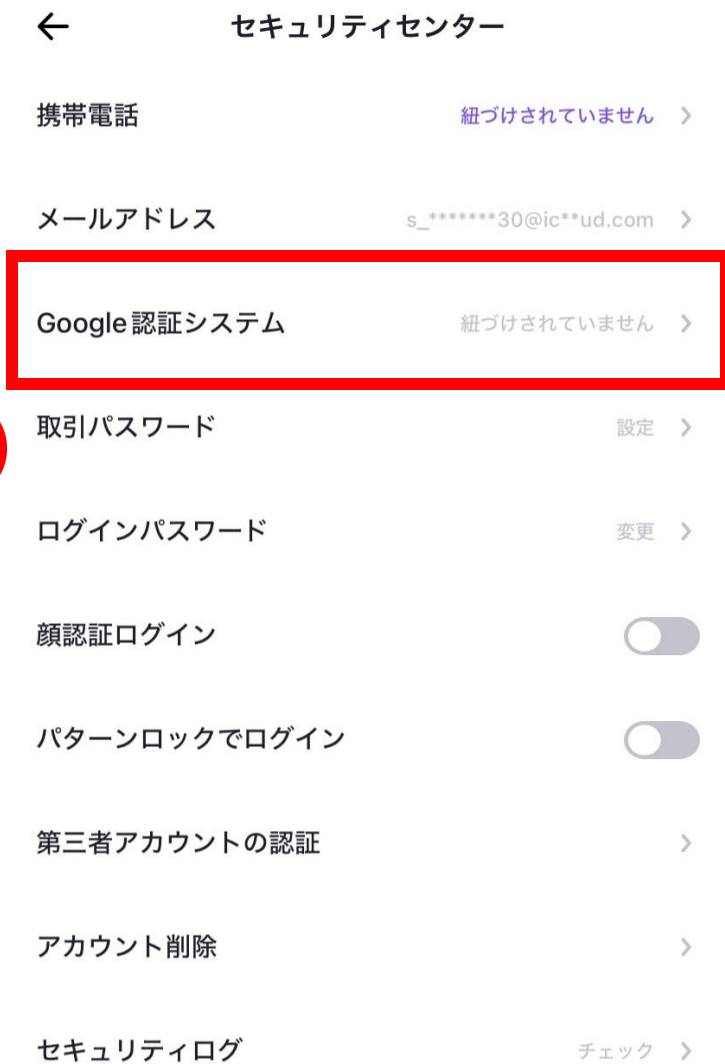 セキュリティセンター
携帯電話 紐づけされていません
メールアドレス s_*******30@ic**ud.com
Google認証システム 紐づけされていません
取引パスワード 設定
ログインパスワード 変更
顔認証ログイン
パターンロックでログイン
第三者アカウントの認証
アカウント削除
セキュリティログ チェック